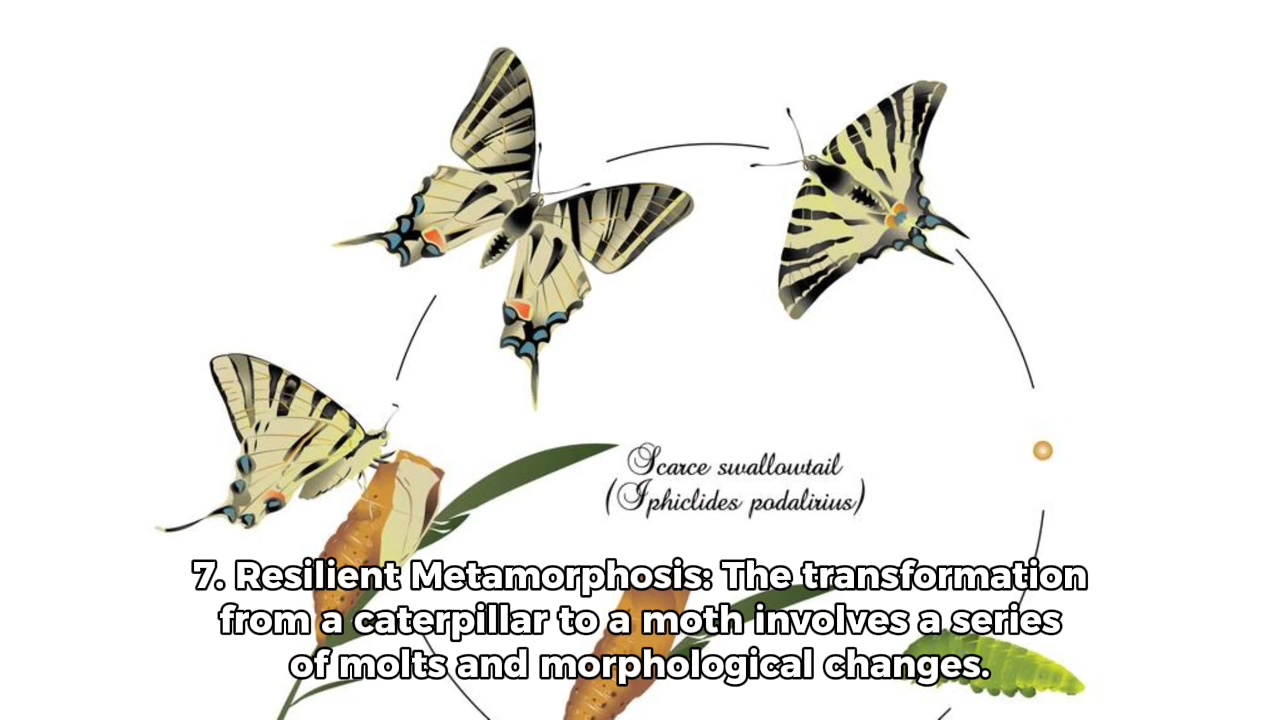 Scarce swallowtail
(Iphiclides podalirius)
7. Resilient Metamorphosis: The transformation
from a caterpillar to a moth involves a series
of molts and morphological changes.